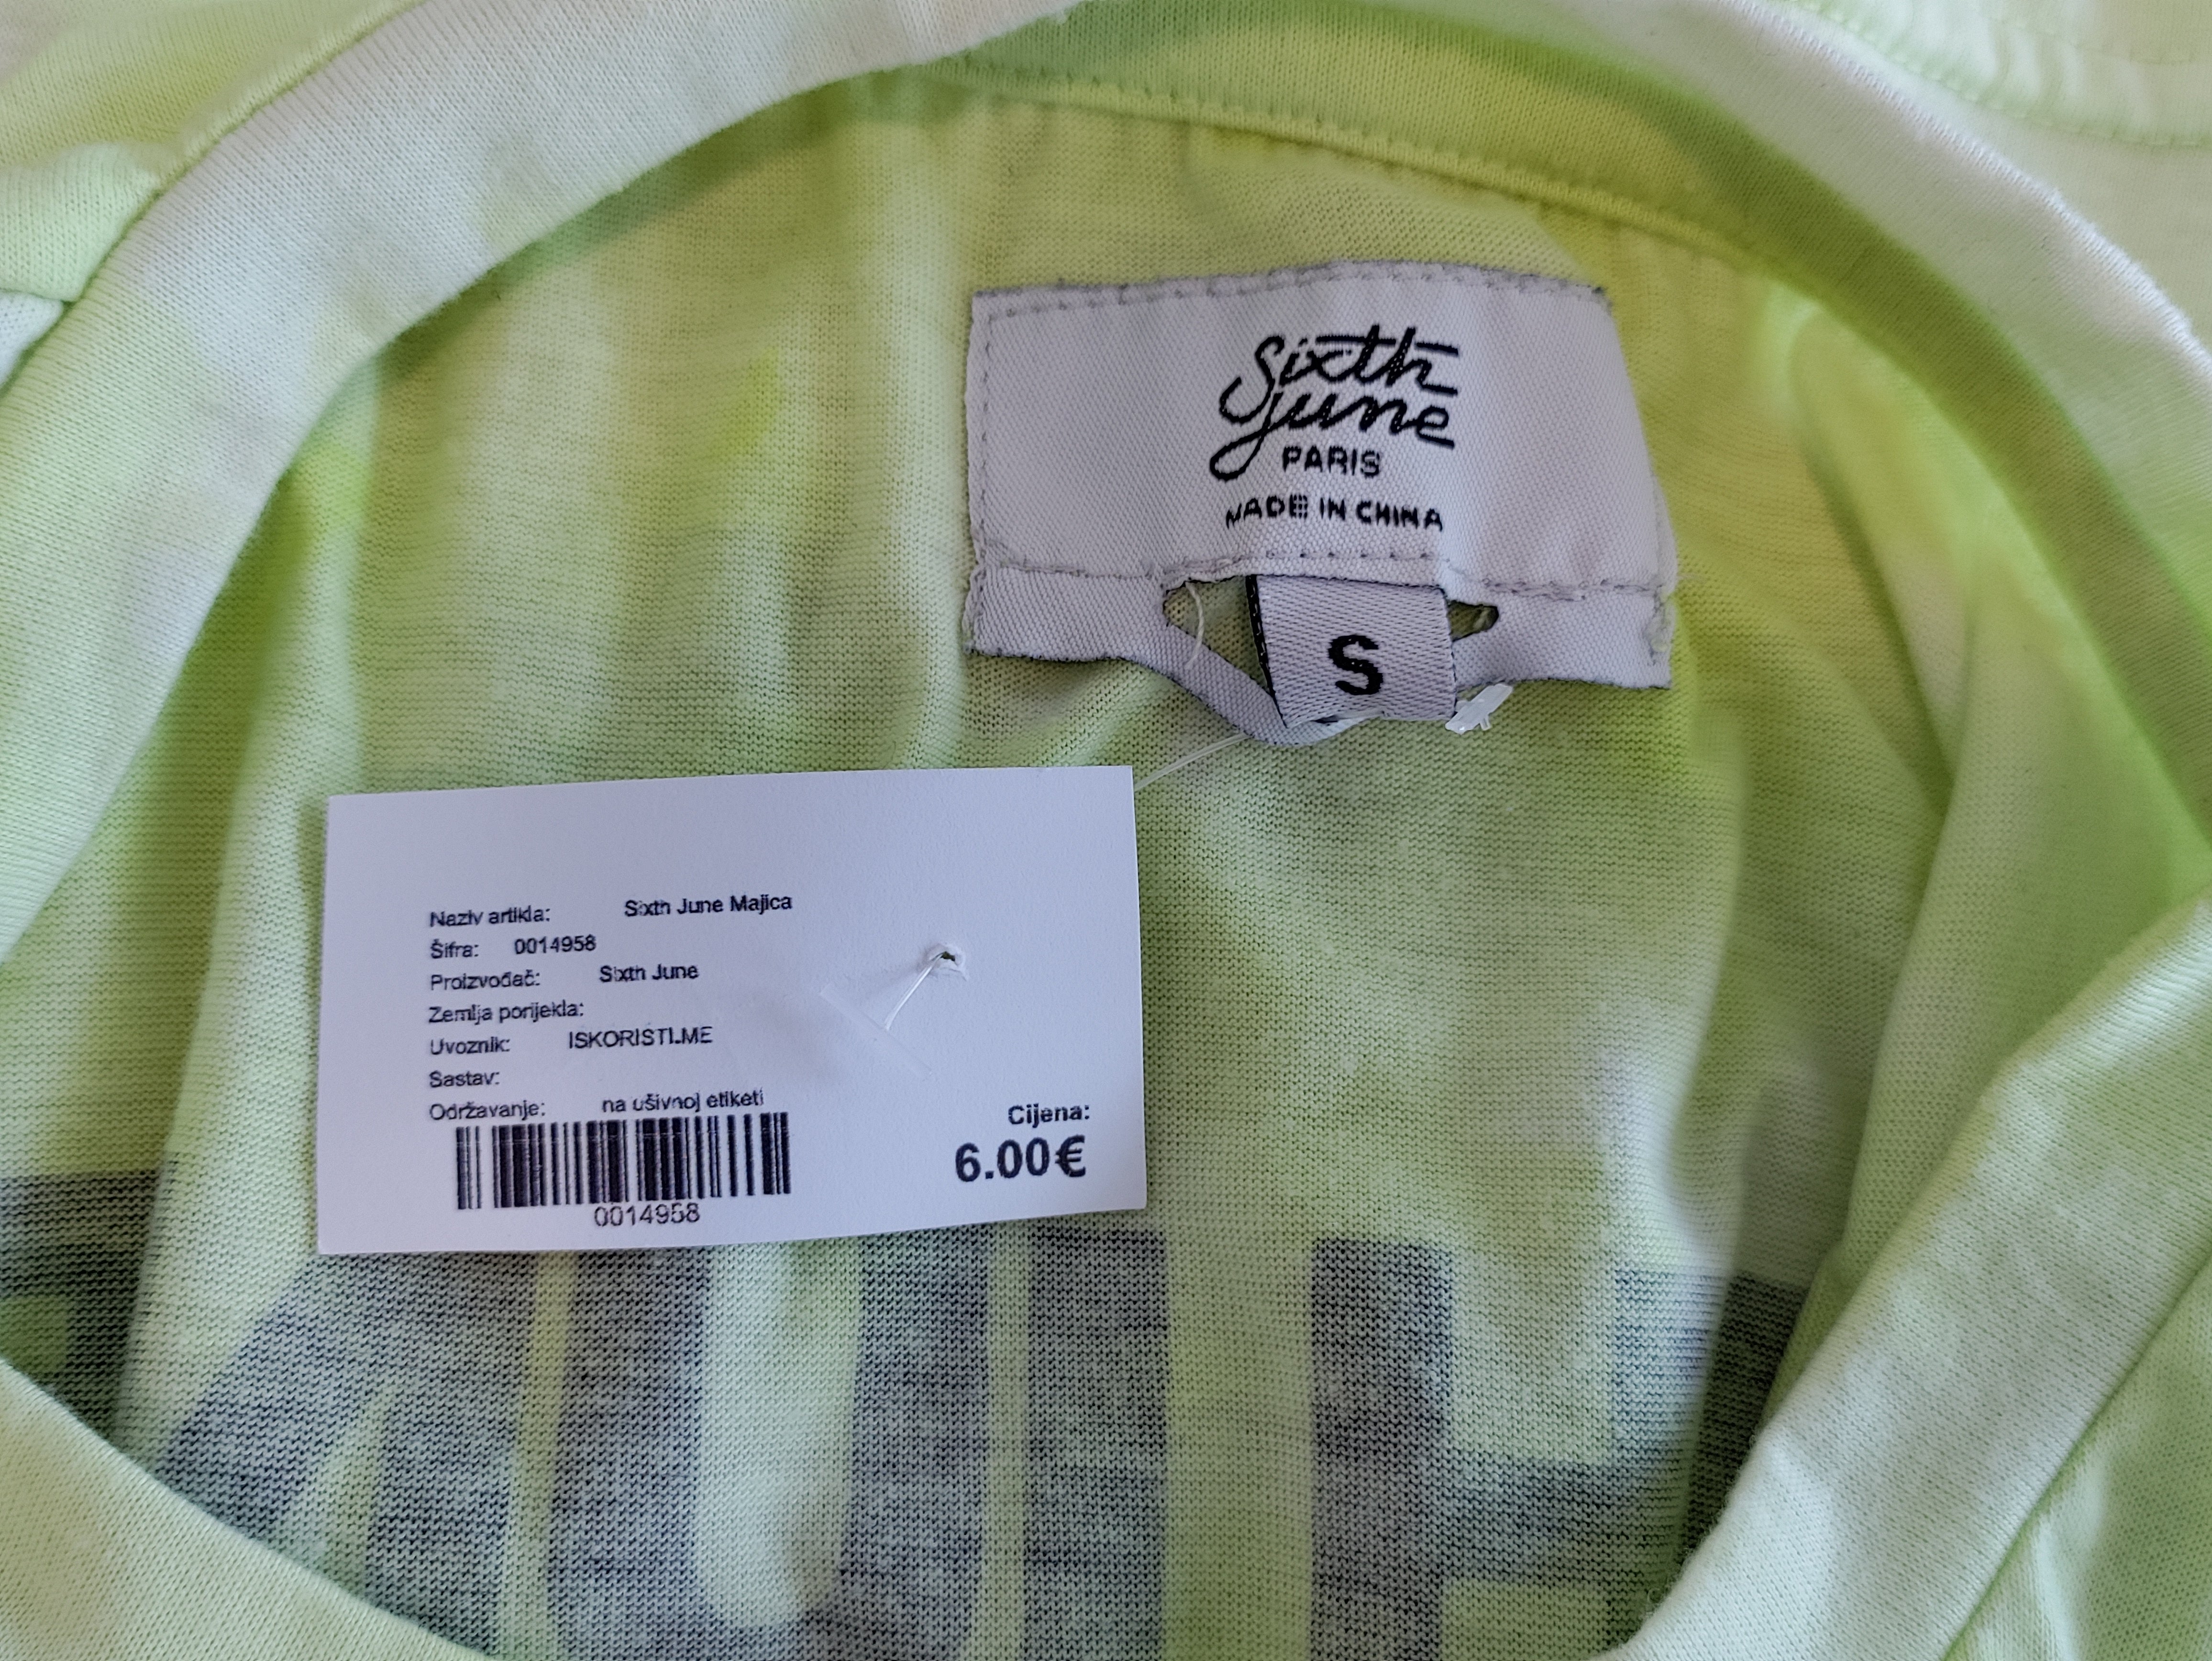 Sixth
June
PARIS
MADE IN CHINA
S
Naziv artikla: Sixth June Majica
Šifra: 0014958
Proizvođač: Sixth June
Zemlja porijekla:
Uvoznik: ISKORISTI.ME
Sastav:
Održavanje: na ušivnoj etiketi
Cijena:
6.00€
0014958